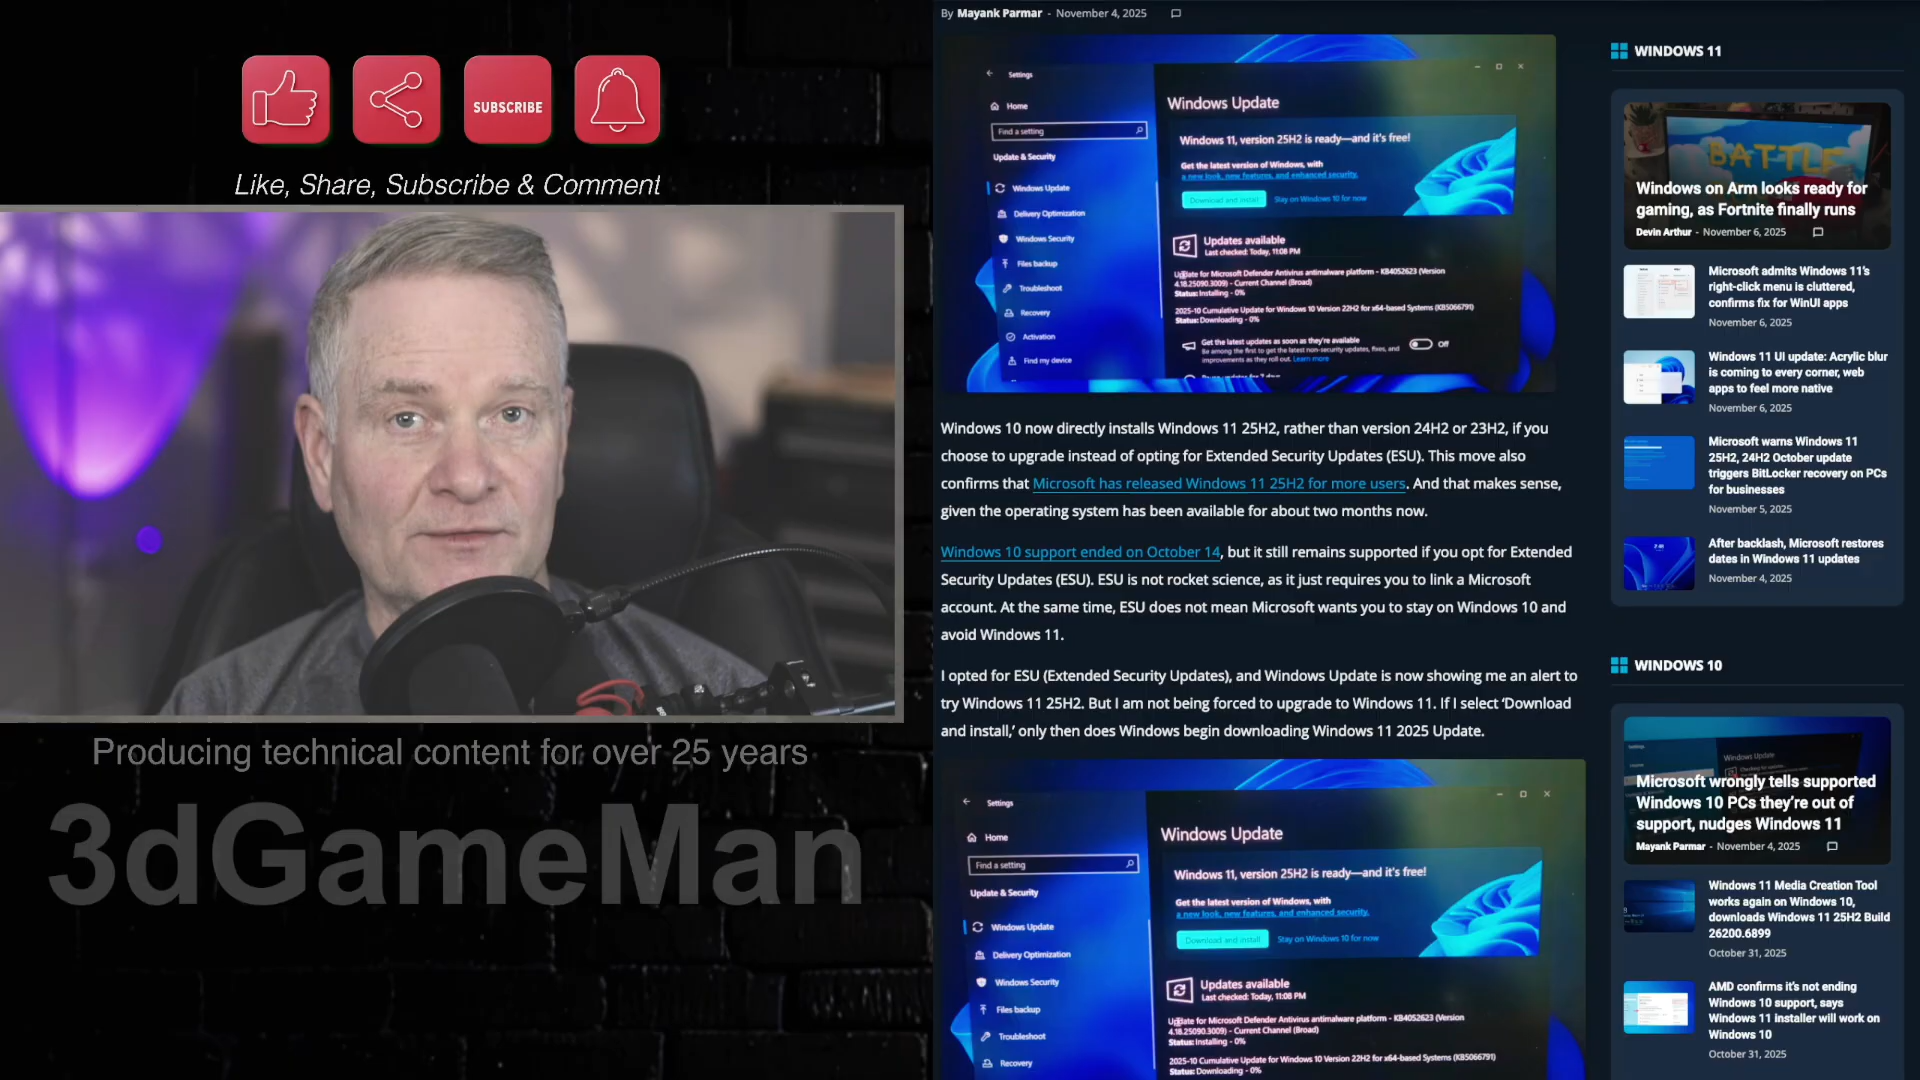 SUBSCRIBE
Like, Share, Subscribe & Comment
Producing technical content for over 25 years
3dGameMan
By Mayank Parmar - November 4, 2025
Settings
Home
Find a setting
Update & Security
Windows Update
Delivery Optimization
Windows Security
Files backup
Troubleshoot
Recovery
Activation
Find my device
Windows Update
Windows 11, version 25H2 is ready—and it's free!
Get the latest version of Windows, with
a new look, new features, and enhanced security.
Download and install
Stay on Windows 10 for now
Updates available
Last checked: Today, 11:08 PM
Update for Microsoft Defender Antivirus antimalware platform - KB4052623 (Version
4.18.25090.3009) - Current Channel (Broad)
Status: Installing - 0%
2025-10 Cumulative Update for Windows 10 Version 22H2 for x64-based Systems (KB5066791)
Status: Downloading - 0%
Get the latest updates as soon as they're available
Be among the first to get the latest non-security updates, fixes, and
improvements as they roll out. Learn more
Off
Windows 10 now directly installs Windows 11 25H2, rather than version 24H2 or 23H2, if you
choose to upgrade instead of opting for Extended Security Updates (ESU). This move also
confirms that Microsoft has released Windows 11 25H2 for more users. And that makes sense,
given the operating system has been available for about two months now.
Windows 10 support ended on October 14, but it still remains supported if you opt for Extended
Security Updates (ESU). ESU is not rocket science, as it just requires you to link a Microsoft
account. At the same time, ESU does not mean Microsoft wants you to stay on Windows 10 and
avoid Windows 11.
I opted for ESU (Extended Security Updates), and Windows Update is now showing me an alert to
try Windows 11 25H2. But I am not being forced to upgrade to Windows 11. If I select ‘Download
and install,’ only then does Windows begin downloading Windows 11 2025 Update.
Settings
Home
Find a setting
Update & Security
Windows Update
Delivery Optimization
Windows Security
Files backup
Troubleshoot
Recovery
Windows Update
Windows 11, version 25H2 is ready—and it's free!
Get the latest version of Windows, with
a new look, new features, and enhanced security.
Download and install
Stay on Windows 10 for now
Updates available
Last checked: Today, 11:08 PM
Update for Microsoft Defender Antivirus antimalware platform - KB4052623 (Version
4.18.25090.3009) - Current Channel (Broad)
Status: Installing - 0%
2025-10 Cumulative Update for Windows 10 Version 22H2 for x64-based Systems (KB5066791)
Status: Downloading - 0%
WINDOWS 11
BATTLE
Windows on Arm looks ready for
gaming, as Fortnite finally runs
Devin Arthur - November 6, 2025
Microsoft admits Windows 11’s
right-click menu is cluttered,
confirms fix for WinUI apps
November 6, 2025
Windows 11 UI update: Acrylic blur
is coming to every corner, web
apps to feel more native
November 6, 2025
Microsoft warns Windows 11
25H2, 24H2 October update
triggers BitLocker recovery on PCs
for businesses
November 5, 2025
After backlash, Microsoft restores
dates in Windows 11 updates
November 4, 2025
WINDOWS 10
Windows Update
Microsoft wrongly tells supported
Windows 10 PCs they’re out of
support, nudges Windows 11
Mayank Parmar - November 4, 2025
Windows 11 Media Creation Tool
works again on Windows 10,
downloads Windows 11 25H2 Build
26200.6899
October 31, 2025
AMD confirms it’s not ending
Windows 10 support, says
Windows 11 installer will work on
Windows 10
October 31, 2025